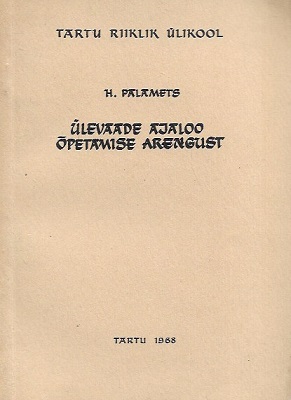 TARTU RIIKLIK ÜLIKOOL
H. PALAMETS
ÜLEVAADE AJALOO
ÕPETAMISE ARENGUST
TARTU 1968